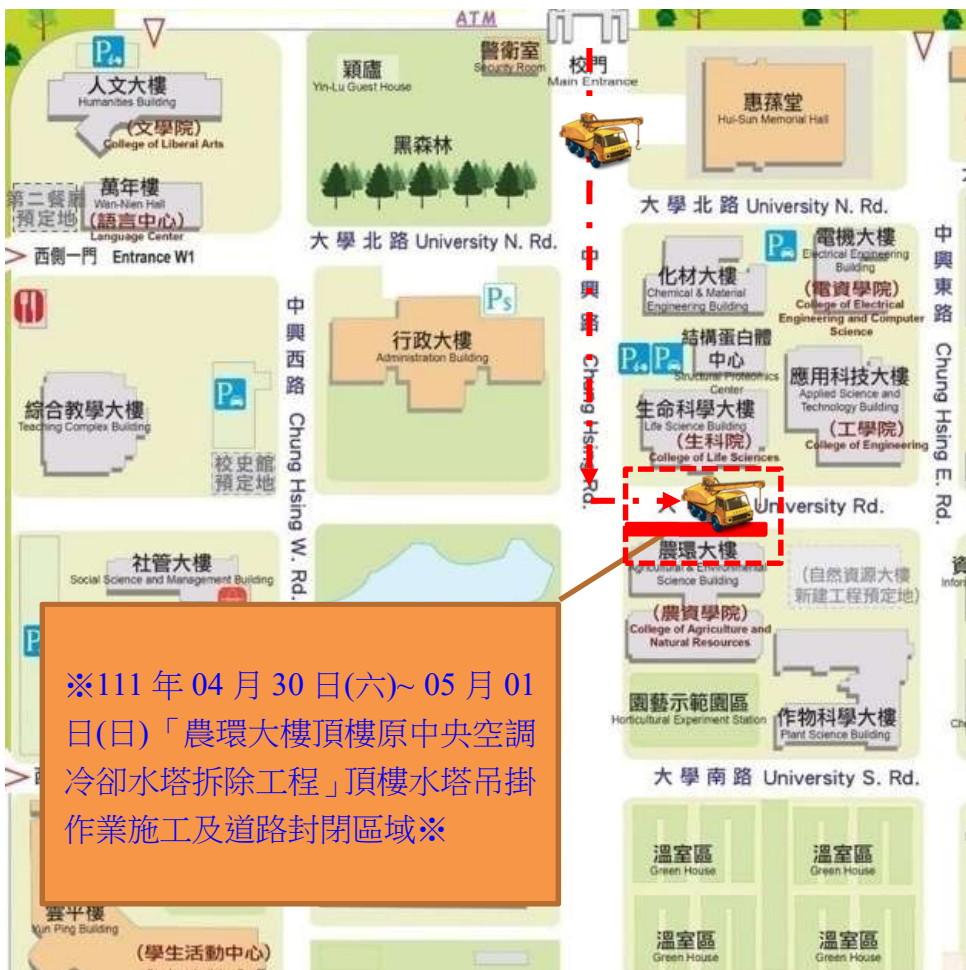 ATM
人文大樓
Humanities Building
(文學院)
College of Liberal Arts
穎廬
Yin-Lu Guest House
警衛室
Security Room
校門
Main Entrance
惠蓀堂
Hui-Sun Memorial Hall
黑森林
第二餐廳
預定地
萬年樓
Wan-Nien Hall
(語言中心)
Language Center
西側一門 Entrance W1
大學北路 University N. Rd.
大學北路 University N. Rd.
中興西路 Chung Hsing W. Rd.
行政大樓
Administration Building
中興路 Chung Hsing Rd.
化材大樓
Chemical & Material
Engineering Building
電機大樓
Electrical Engineering
Building
(電資學院)
College of Electrical
Engineering and Computer
Science
中興東路 Chung Hsing E. Rd.
結構蛋白體
中心
Structural Proteomics
Center
應用科技大樓
Applied Science and
Technology Building
(工學院)
College of Engineering
生命科學大樓
Life Science Building
(生科院)
College of Life Sciences
綜合教學大樓
Teaching Complex Building
校史館
預定地
大 University Rd.
社管大樓
Social Science and Management Building
農環大樓
Agricultural & Environmental
Science Building
(農資學院)
College of Agriculture and
Natural Resources
(自然資源大樓
新建工程預定地)
資
Infor
園藝示範園區
Horticultural Experiment Station
作物科學大樓
Plant Science Building
Che
大學南路 University S. Rd.
※111 年 04 月 30 日(六)~ 05 月 01
日(日)「農環大樓頂樓原中央空調
冷卻水塔拆除工程」頂樓水塔吊掛
作業施工及道路封閉區域※
溫室區
Green House
溫室區
Green House
雲平樓
Yun Ping Building
(學生活動中心)
溫室區
Green House
溫室區
Green House